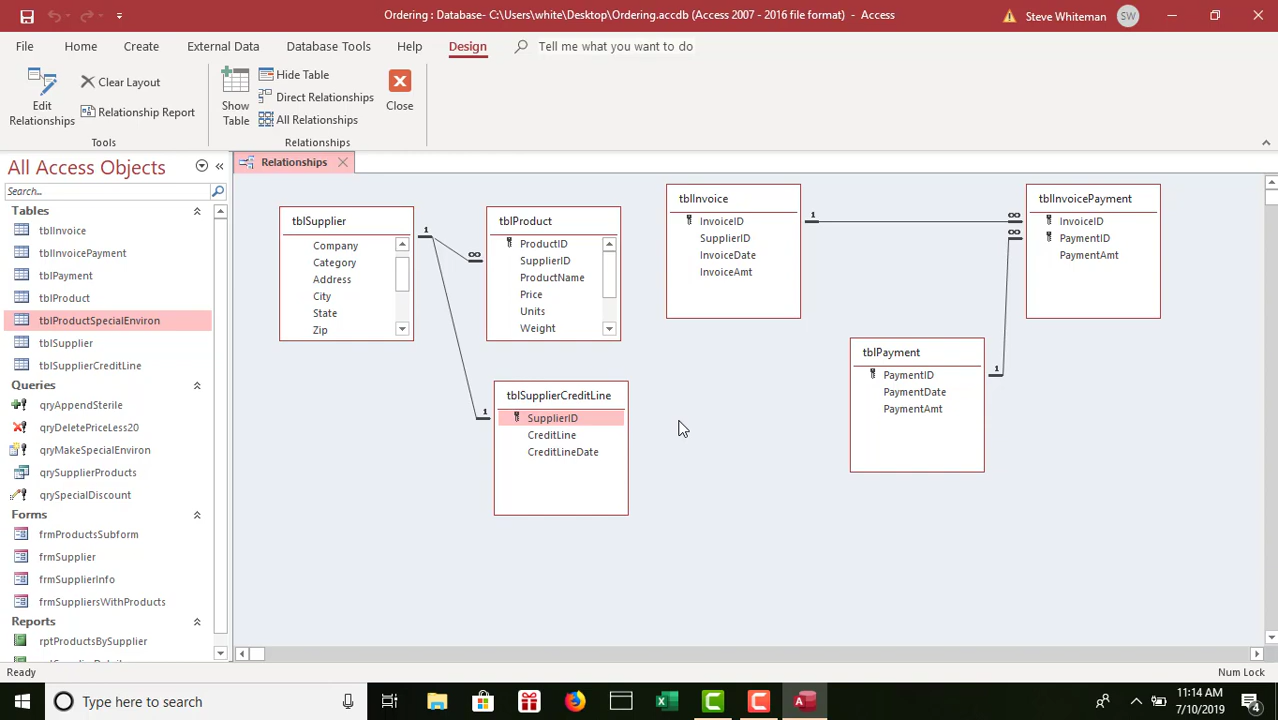 Ordering : Database- C:\Users\white\Desktop\Ordering.accdb (Access 2007 - 2016 file format) - Access
Steve Whiteman
SW
File
Home
Create
External Data
Database Tools
Help
Design
Tell me what you want to do
Edit
Relationships
Clear Layout
Relationship Report
Tools
Show
Table
Hide Table
Direct Relationships
All Relationships
Close
Relationships
All Access Objects
Search...
Tables
tblInvoice
tblInvoicePayment
tblPayment
tblProduct
tblProductSpecialEnviron
tblSupplier
tblSupplierCreditLine
Queries
qryAppendSterile
qryDeletePriceLess20
qryMakeSpecialEnviron
qrySupplierProducts
qrySpecialDiscount
Forms
frmProductsSubform
frmSupplier
frmSupplierInfo
frmSuppliersWithProducts
Reports
rptProductsBySupplier
Relationships
tblSupplier
Company
Category
Address
City
State
Zip
1
∞
1
tblProduct
ProductID
SupplierID
ProductName
Price
Units
Weight
tblSupplierCreditLine
SupplierID
CreditLine
CreditLineDate
tblInvoice
InvoiceID
SupplierID
InvoiceDate
InvoiceAmt
1
∞
∞
1
tblPayment
PaymentID
PaymentDate
PaymentAmt
tblInvoicePayment
InvoiceID
PaymentID
PaymentAmt
Ready
Num Lock
Type here to search
11:14 AM
7/10/2019
4